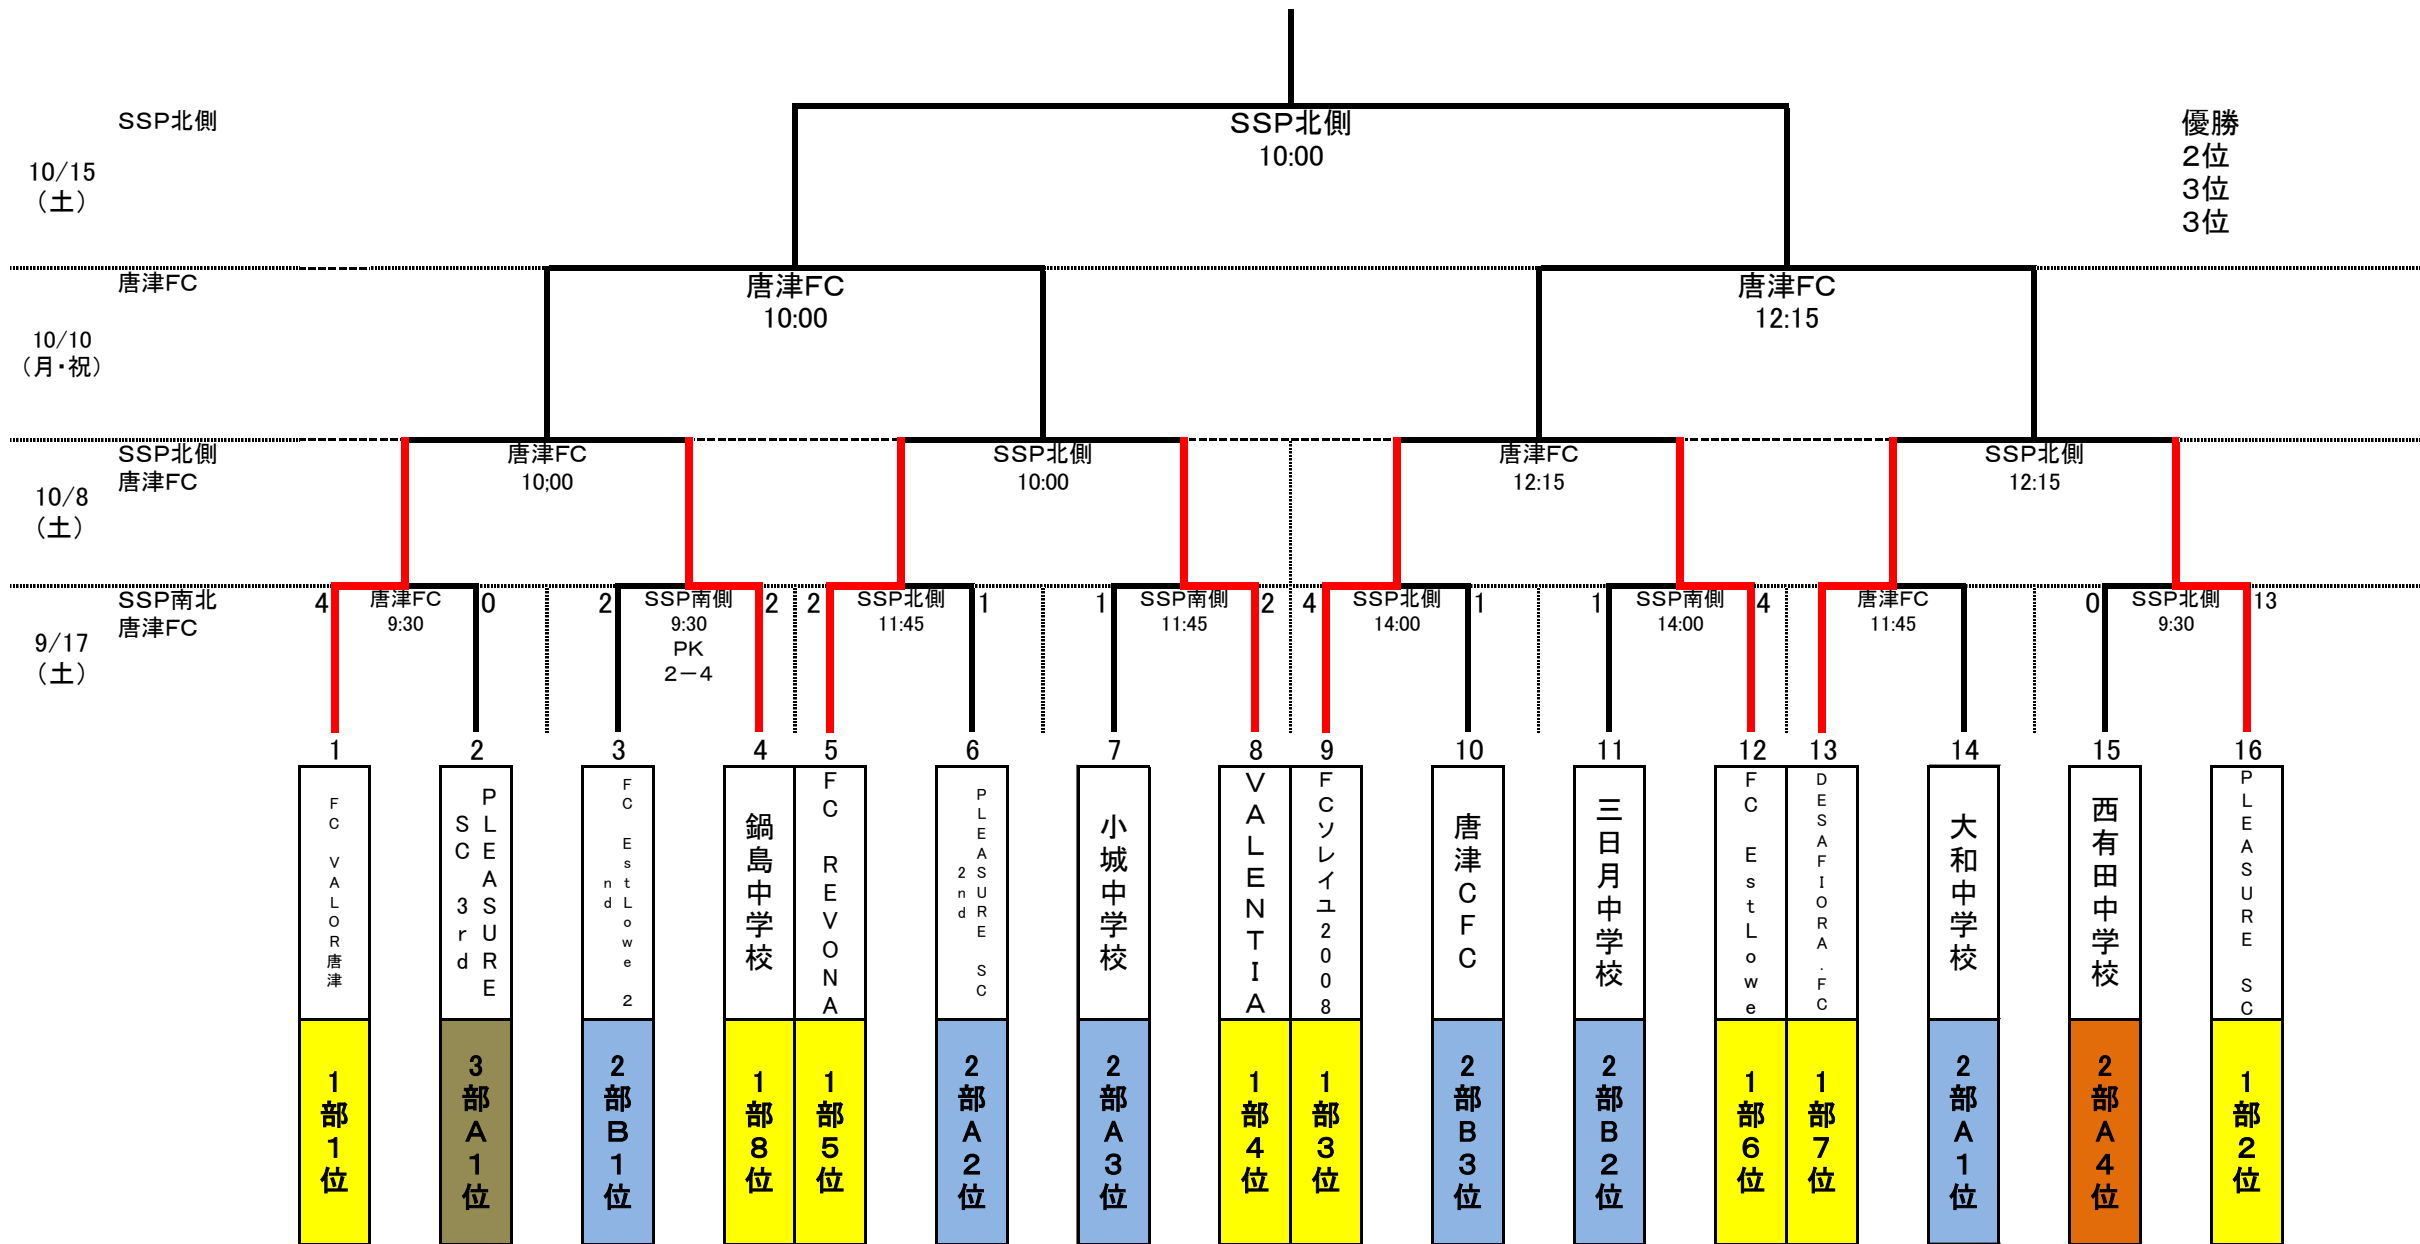 SSP北側
10/15
（土）
SSP北側
10:00
優勝
2位
3位
3位
唐津FC
10/10
（月・祝）
唐津FC
10:00
唐津FC
12:15
SSP北側
唐津FC
10/8
（土）
唐津FC
10;00
SSP北側
10:00
唐津FC
12:15
SSP北側
12:15
SSP南北
唐津FC
9/17
（土）
4 唐津FC 0
9:30
2 SSP南側 2
9:30
PK
2－4
2 SSP北側 1
11:45
1 SSP南側 2
11:45
4 SSP北側 1
14:00
1 SSP南側 4
14:00
唐津FC
11:45
0 SSP北側 13
9:30
1 2 3 4 5 6 7 8 9 10 11 12 13 14 15 16
FC VALOR唐津
PLEASURE
SC 3rd
FC EstLowe 2
nd
鍋島中学校
FC REVONA
PLEASURE SC
2nd
小城中学校
VALENTIA
FCソレイユ2008
唐津CFC
三日月中学校
FC EstLowe
DESAFIORA.FC
大和中学校
西有田中学校
PLEASURE SC
1部1位
3部A1位
2部B1位
1部8位
1部5位
2部A2位
2部A3位
1部4位
1部3位
2部B3位
2部B2位
1部6位
1部7位
2部A1位
2部A4位
1部2位